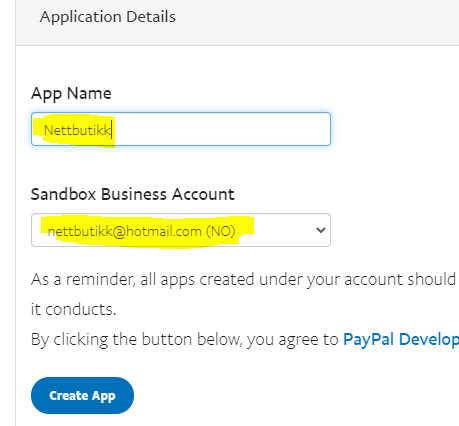 Application Details
App Name
Nettbutikk
Sandbox Business Account
nettbutikk@hotmail.com (NO)
As a reminder, all apps created under your account should
it conducts.
By clicking the button below, you agree to PayPal Develop
Create App